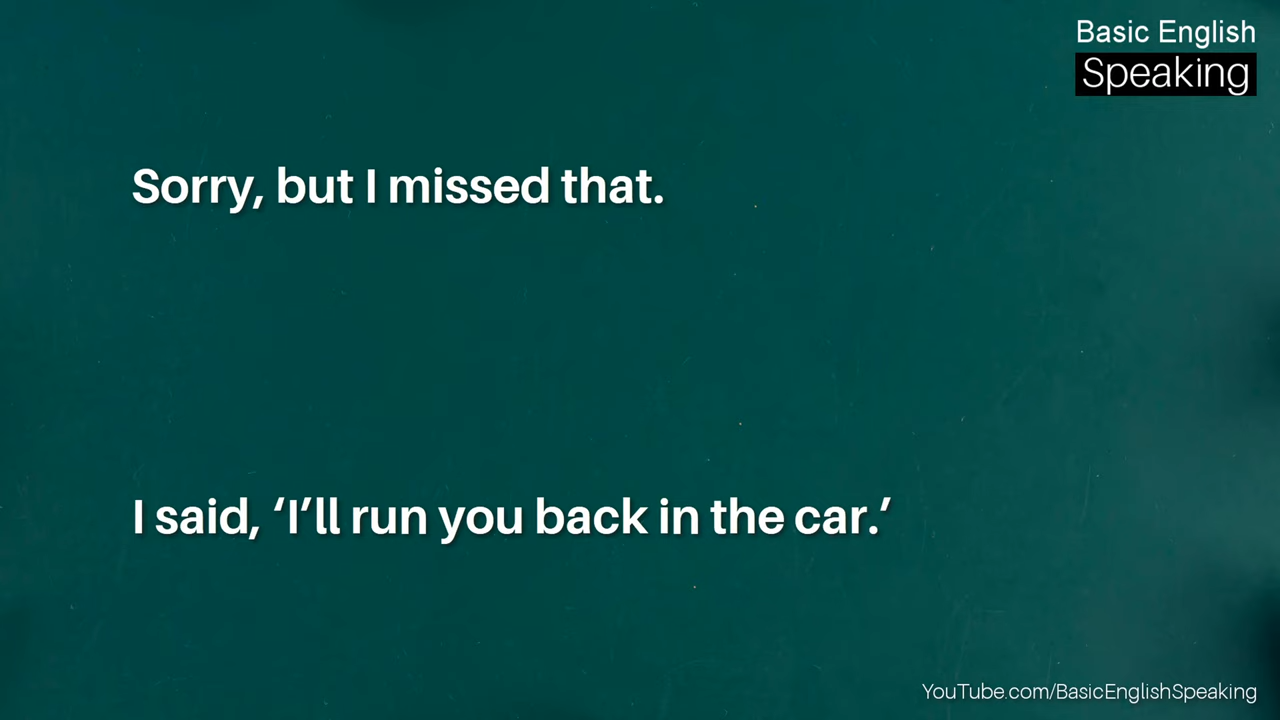 Basic English
Speaking
Sorry, but I missed that.
I said, ‘I’ll run you back in the car.’
YouTube.com/BasicEnglishSpeaking